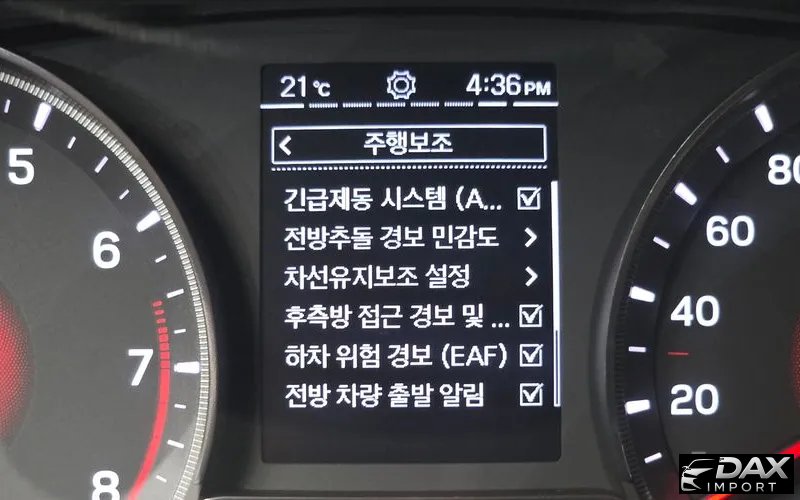 21℃
4:36PM
주행보조
긴급제동 시스템 (A...
전방추돌 경보 민감도
차선유지보조 설정
후측방 접근 경보 및 ...
하차 위험 경보 (EAF)
전방 차량 출발 알림
5
6
7
8
80
60
40
20
DAX
IMPORT